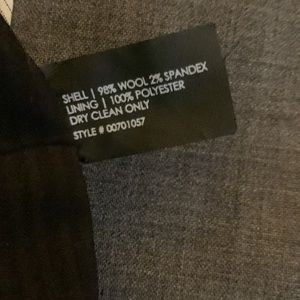 SHELL | 98% WOOL 2% SPANDEX
LINING | 100% POLYESTER
DRY CLEAN ONLY
STYLE # 00701057